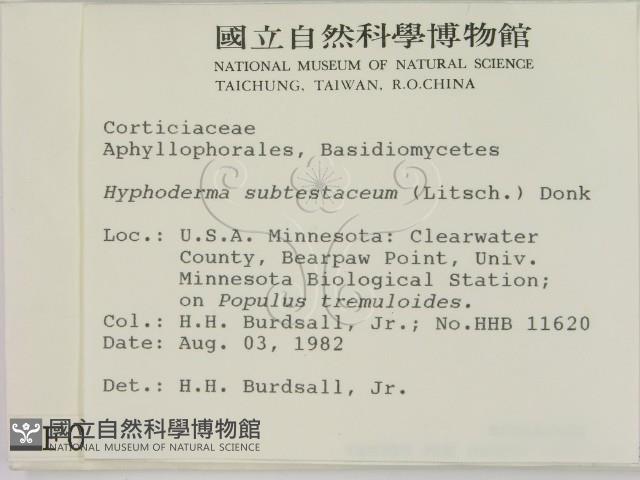 國立自然科學博物館
NATIONAL MUSEUM OF NATURAL SCIENCE
TAICHUNG, TAIWAN, R.O.CHINA
Corticiaceae
Aphyllophorales, Basidiomycetes
Hyphoderma subtestaceum (Litsch.) Donk
Loc.: U.S.A. Minnesota: Clearwater
County, Bearpaw Point, Univ.
Minnesota Biological Station;
on Populus tremuloides.
Col.: H.H. Burdsall, Jr.; No.HHB 11620
Date: Aug. 03, 1982
Det.: H.H. Burdsall, Jr.
國立自然科學博物館
NATIONAL MUSEUM OF NATURAL SCIENCE